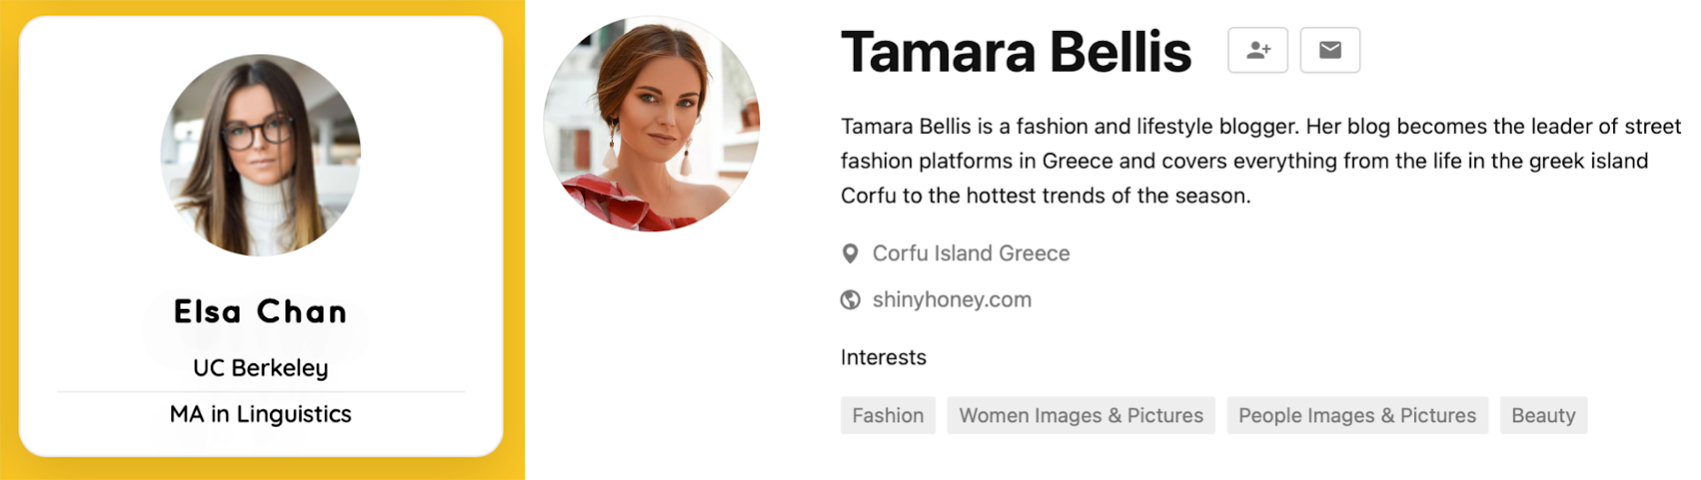 Elsa Chan
UC Berkeley
MA in Linguistics
Tamara Bellis
Tamara Bellis is a fashion and lifestyle blogger. Her blog becomes the leader of street
fashion platforms in Greece and covers everything from the life in the greek island
Corfu to the hottest trends of the season.
Corfu Island Greece
shinyhoney.com
Interests
Fashion
Women Images & Pictures
People Images & Pictures
Beauty